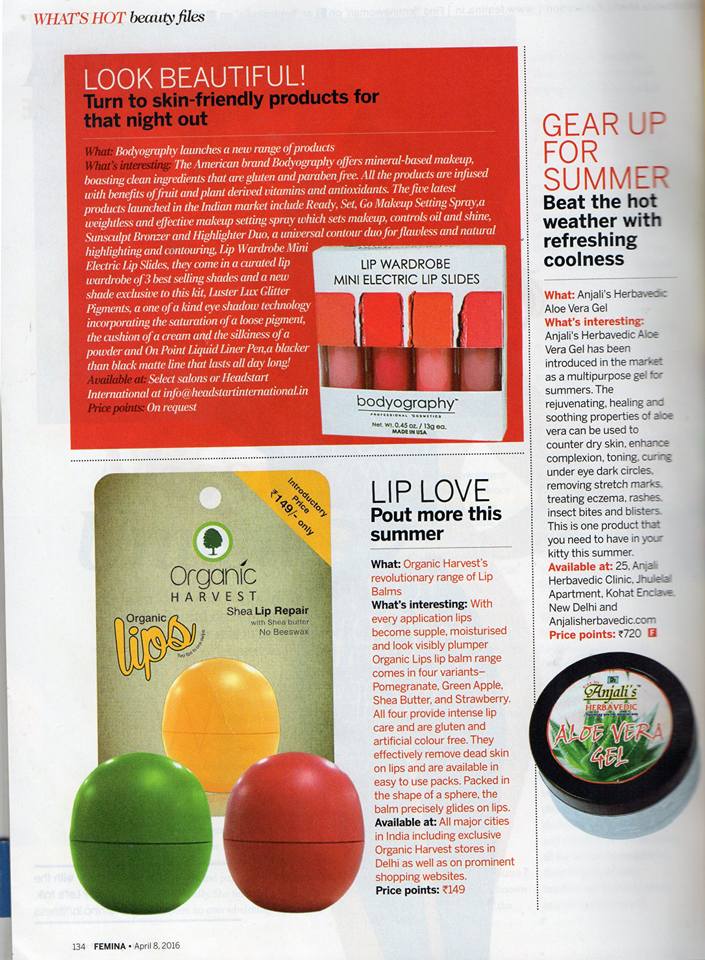 WHAT'S HOT beauty files
LOOK BEAUTIFUL!
Turn to skin-friendly products for
that night out
What: Bodyography launches a new range of products
What's interesting: The American brand Bodyography offers mineral-based makeup,
boasting clean ingredients that are gluten and paraben free. All the products are infused
with benefits of fruit and plant derived vitamins and antioxidants. The five latest
products launched in the Indian market include Ready, Set, Go Makeup Setting Spray,a
weightless and effective makeup setting spray which sets makeup, controls oil and shine,
Sunsculpt Bronzer and Highlighter Duo, a universal contour duo for flawless and natural
highlighting and contouring, Lip Wardrobe Mini
Electric Lip Slides, they come in a curated lip
wardrobe of 3 best selling shades and a new
shade exclusive to this kit, Luster Lux Glitter
Pigments, a one of a kind eye shadow technology
incorporating the saturation of a loose pigment,
the cushion of a cream and the silkiness of a
powder and On Point Liquid Liner Pen,a blacker
than black matte line that lasts all day long!
Available at: Select salons or Headstart
International at info@headstartinternational.in
Price points: On request
LIP WARDROBE
MINI ELECTRIC LIP SLIDES
bodyography™
PROFESSIONAL COSMETICS
Net. Wt. 0.45 oz. / 13g ea.
MADE IN USA
Introductory
Price
₹149/- only
Organic
HARVEST
Organic
lips
Shea Lip Repair
with Shea butter
No Beeswax
LIP LOVE
Pout more this
summer
What: Organic Harvest's
revolutionary range of Lip
Balms
What's interesting: With
every application lips
become supple, moisturised
and look visibly plumper
Organic Lips lip balm range
comes in four variants–
Pomegranate, Green Apple,
Shea Butter, and Strawberry.
All four provide intense lip
care and are gluten and
artificial colour free. They
effectively remove dead skin
on lips and are available in
easy to use packs. Packed in
the shape of a sphere, the
balm precisely glides on lips.
Available at: All major cities
in India including exclusive
Organic Harvest stores in
Delhi as well as on prominent
shopping websites.
Price points: ₹149
GEAR UP
FOR
SUMMER
Beat the hot
weather with
refreshing
coolness
What: Anjali's Herbavedic
Aloe Vera Gel
What's interesting:
Anjali's Herbavedic Aloe
Vera Gel has been
introduced in the market
as a multipurpose gel for
summers. The
rejuvenating, healing and
soothing properties of aloe
vera can be used to
counter dry skin, enhance
complexion, toning, curing
under eye dark circles,
removing stretch marks,
treating eczema, rashes,
insect bites and blisters.
This is one product that
you need to have in your
kitty this summer.
Available at: 25, Anjali
Herbavedic Clinic, Jhulelal
Apartment, Kohat Enclave,
New Delhi and
Anjalisherbavedic.com
Price points: ₹720 F
Anjali's™
HERBAVEDIC
ALOE VERA
GEL
134 FEMINA • April 8, 2016